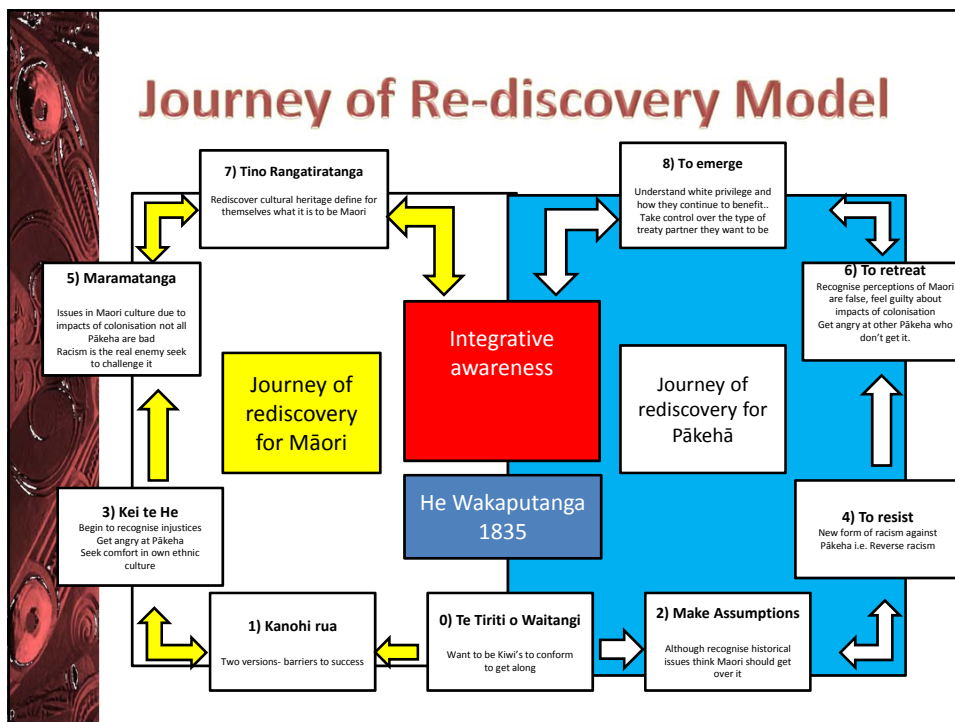 Journey of Re-discovery Model
7) Tino Rangatiratanga
Rediscover cultural heritage define for
themselves what it is to be Maori
8) To emerge
Understand white privilege and
how they continue to benefit..
Take control over the type of
treaty partner they want to be
5) Maramatanga
Issues in Maori culture due to
impacts of colonisation not all
Pākeha are bad
Racism is the real enemy seek
to challenge it
6) To retreat
Recognise perceptions of Maori
are false, feel guilty about
impacts of colonisation
Get angry at other Pākeha who
don't get it.
Integrative
awareness
Journey of
rediscovery
for Māori
Journey of
rediscovery for
Pākehā
He Wakaputanga
1835
3) Kei te He
Begin to recognise injustices
Get angry at Pākeha
Seek comfort in own ethnic
culture
4) To resist
New form of racism against
Pākeha i.e. Reverse racism
1) Kanohi rua
Two versions- barriers to success
0) Te Tiriti o Waitangi
Want to be Kiwi's to conform
to get along
2) Make Assumptions
Although recognise historical
issues think Maori should get
over it